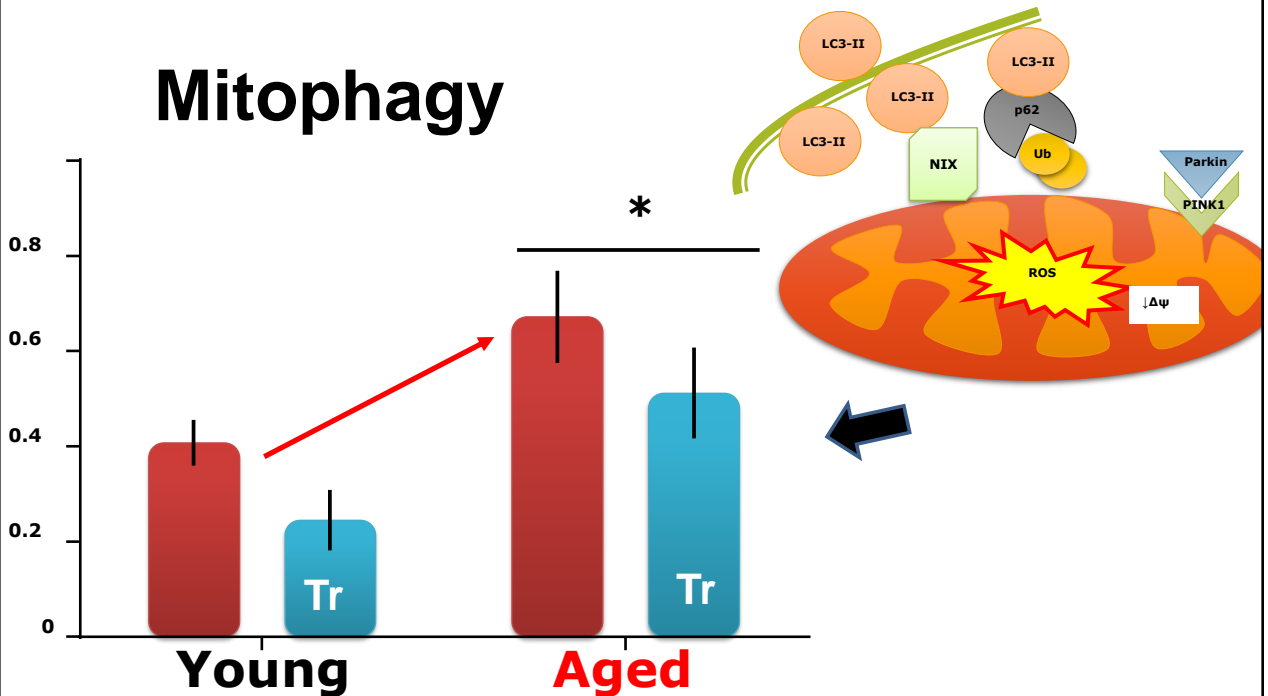 Mitophagy
LC3-II
LC3-II
LC3-II
LC3-II
p62
Ub
NIX
Parkin
PINK1
ROS
↓Δψ
*
0.8
0.6
0.4
0.2
0
Tr
Tr
Young
Aged